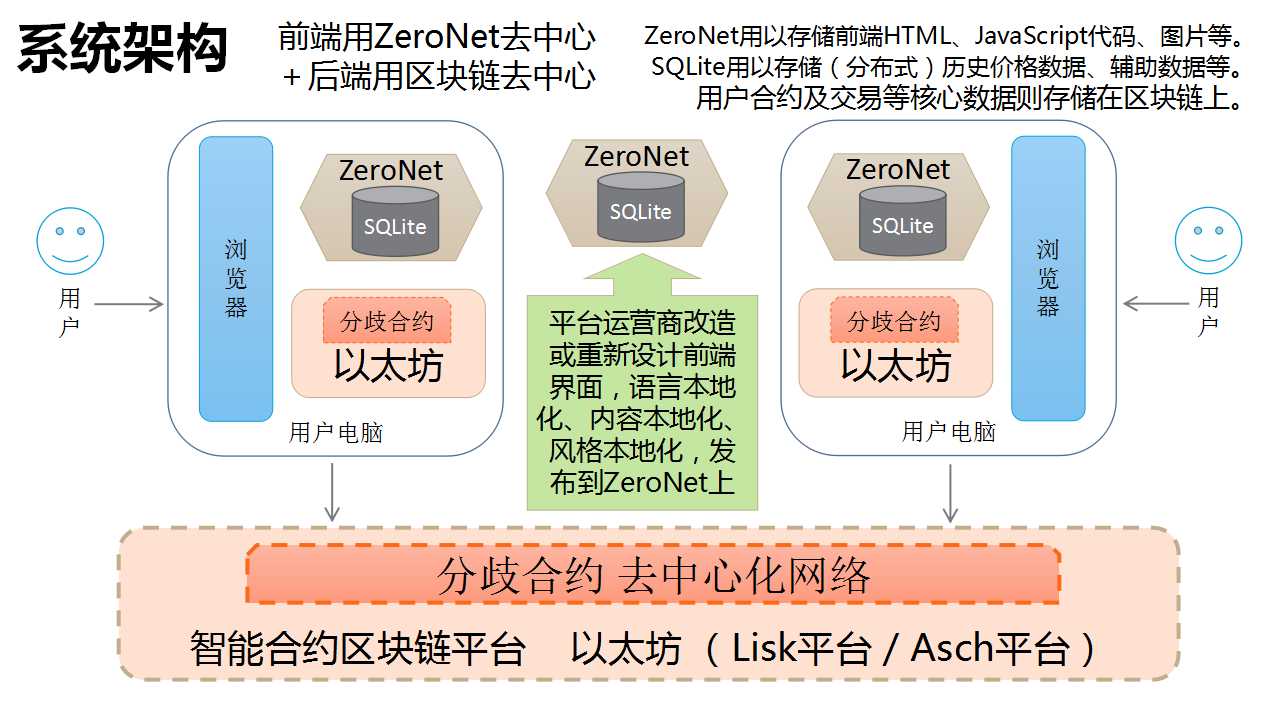 系统架构
前端用ZeroNet去中心
＋后端用区块链去中心
ZeroNet用以存储前端HTML、JavaScript代码、图片等。
SQLite用以存储（分布式）历史价格数据、辅助数据等。
用户合约及交易等核心数据则存储在区块链上。
用户
浏览器
ZeroNet
SQLite
分歧合约
以太坊
用户电脑
ZeroNet
SQLite
平台运营商改造
或重新设计前端
界面，语言本地
化、内容本地化、
风格本地化，发
布到ZeroNet上
ZeroNet
SQLite
分歧合约
以太坊
用户电脑
浏览器
用户
分歧合约 去中心化网络
智能合约区块链平台 以太坊（Lisk平台 / Asch平台）